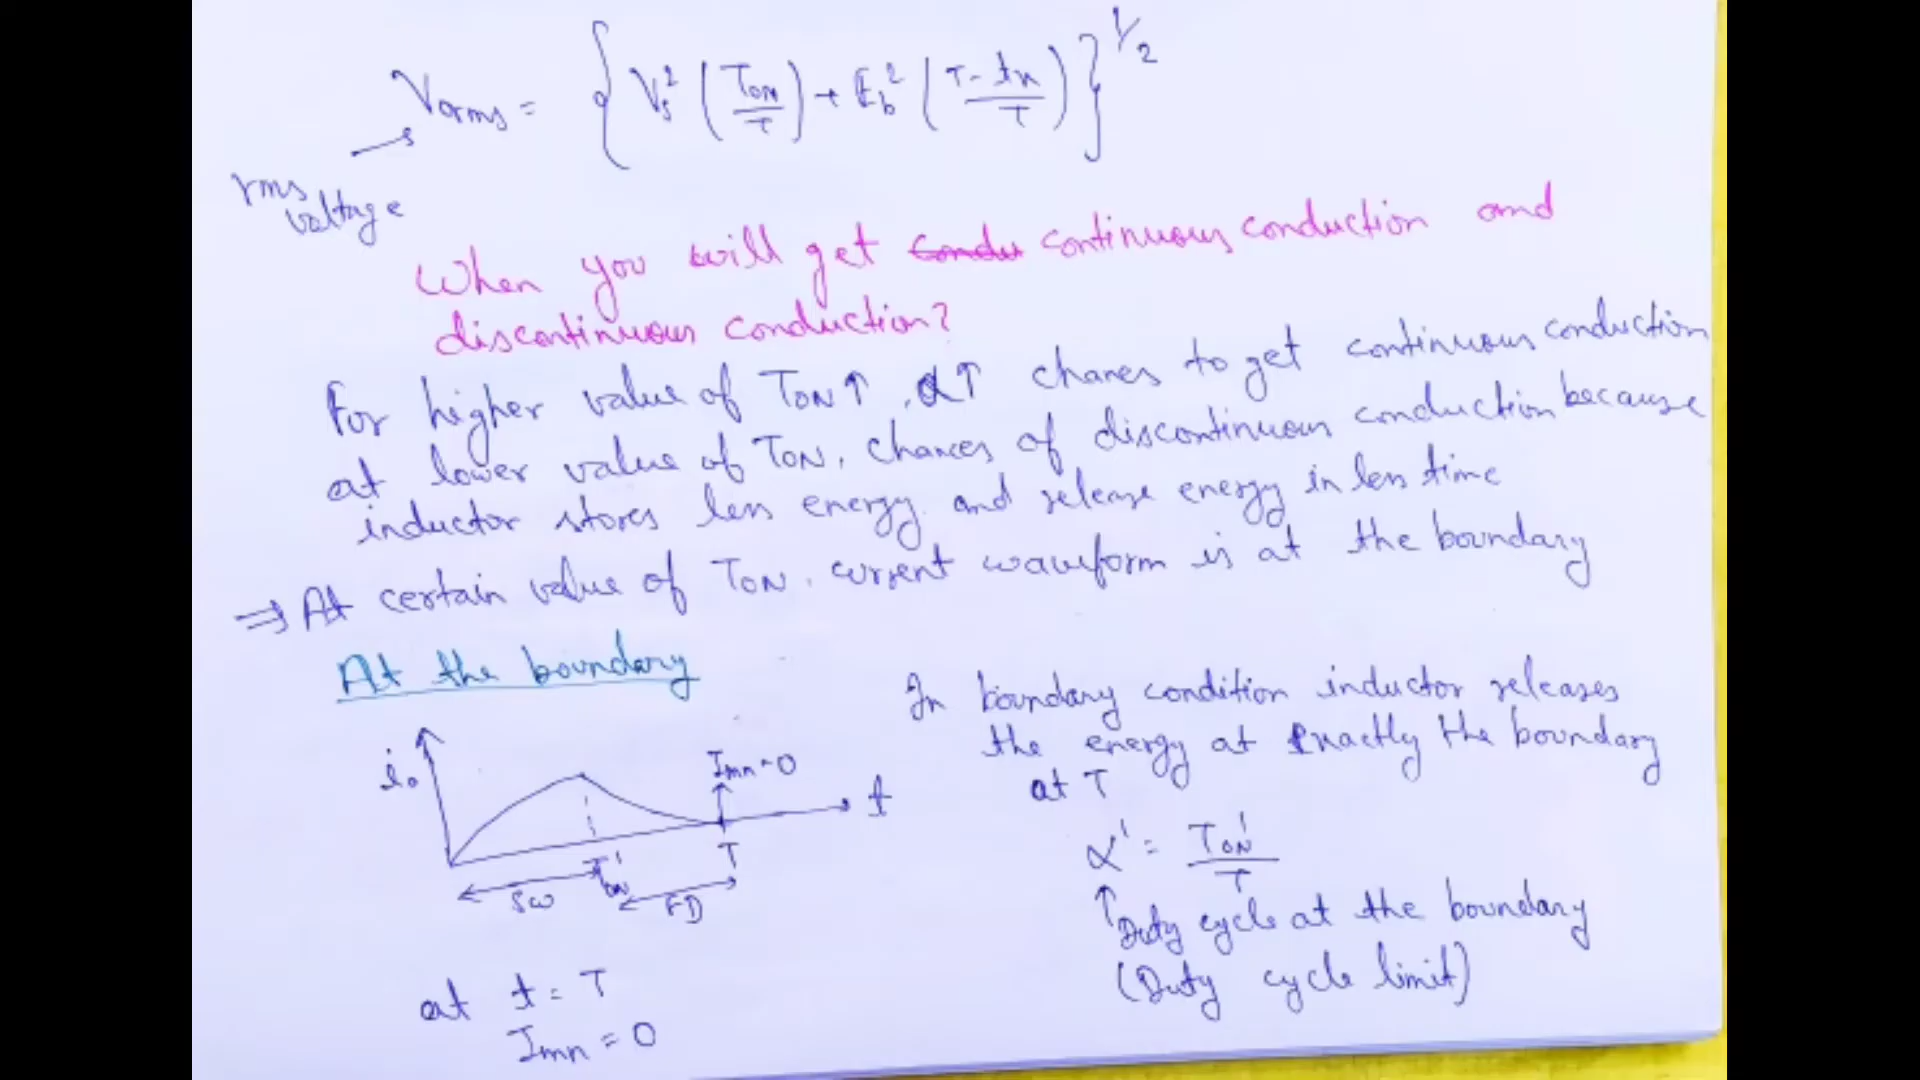 Vorms = { Vs² ( TON / T ) + Eb² ( T - tx / T ) }^1/2
rms voltage
When you will get continuous conduction and
discontinuous conduction?
For higher value of TON↑, α↑ chances to get continuous conduction
at lower value of TON, chances of discontinuous conduction because
inductor stores less energy and release energy in less time
⇒ At certain value of TON, current waveform is at the boundary
At the boundary
In boundary condition inductor releases
the energy at Exactly the boundary
at T
io
Imn = 0
t
TON'
T
SW
FD
α' = TON' / T
↑ Duty cycle at the boundary
(Duty cycle limit)
at t = T
Imn = 0